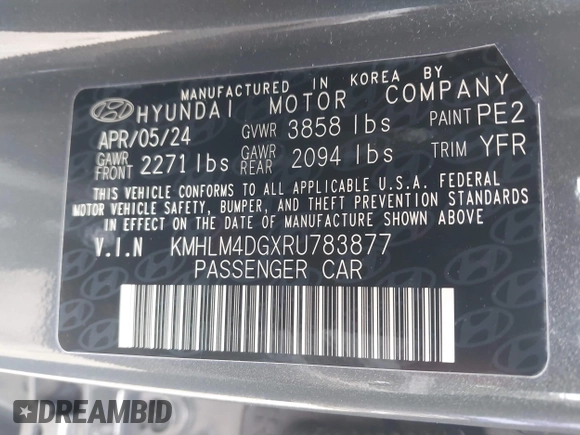 MANUFACTURED IN KOREA BY
HYUNDAI MOTOR COMPANY
APR/05/24 GVWR 3858 lbs PAINT PE2
GAWR FRONT 2271 lbs GAWR REAR 2094 lbs TRIM YFR
THIS VEHICLE CONFORMS TO ALL APPLICABLE U.S.A. FEDERAL
MOTOR VEHICLE SAFETY, BUMPER, AND THEFT PREVENTION STANDARDS
IN EFFECT ON THE DATE OF MANUFACTURE SHOWN ABOVE.
V.I.N KMHLM4DGXRU783877
PASSENGER CAR
DREAMBID